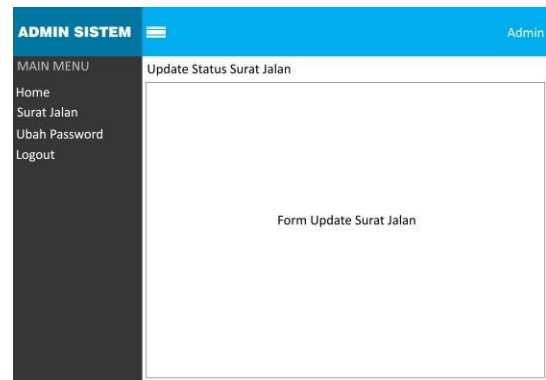 ADMIN SISTEM
Admin
MAIN MENU
Home
Surat Jalan
Ubah Password
Logout
Update Status Surat Jalan
Form Update Surat Jalan